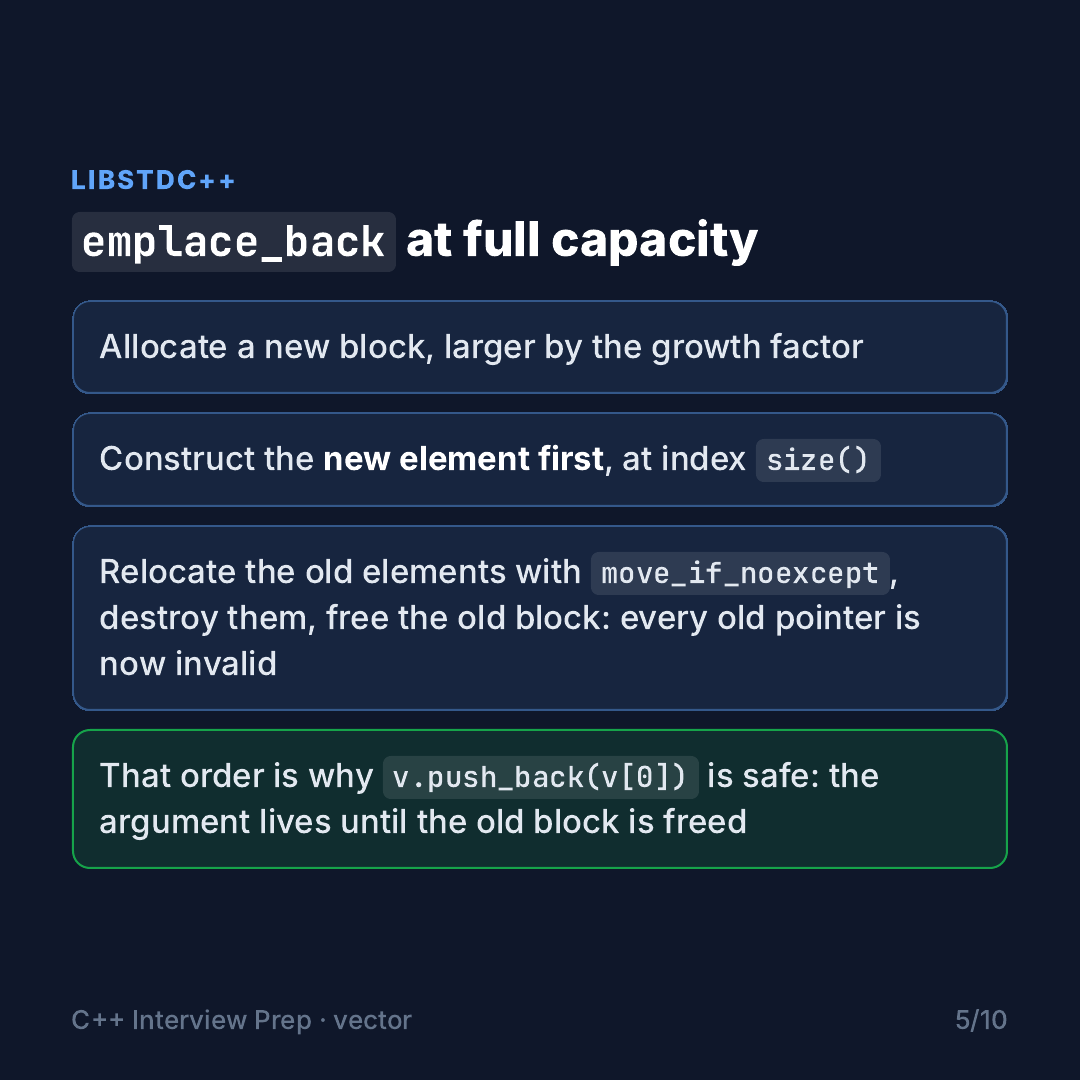 LIBSTDC++
emplace_back at full capacity
Allocate a new block, larger by the growth factor
Construct the new element first, at index size()
Relocate the old elements with move_if_noexcept,
destroy them, free the old block: every old pointer is
now invalid
That order is why v.push_back(v[0]) is safe: the
argument lives until the old block is freed
C++ Interview Prep · vector
5/10